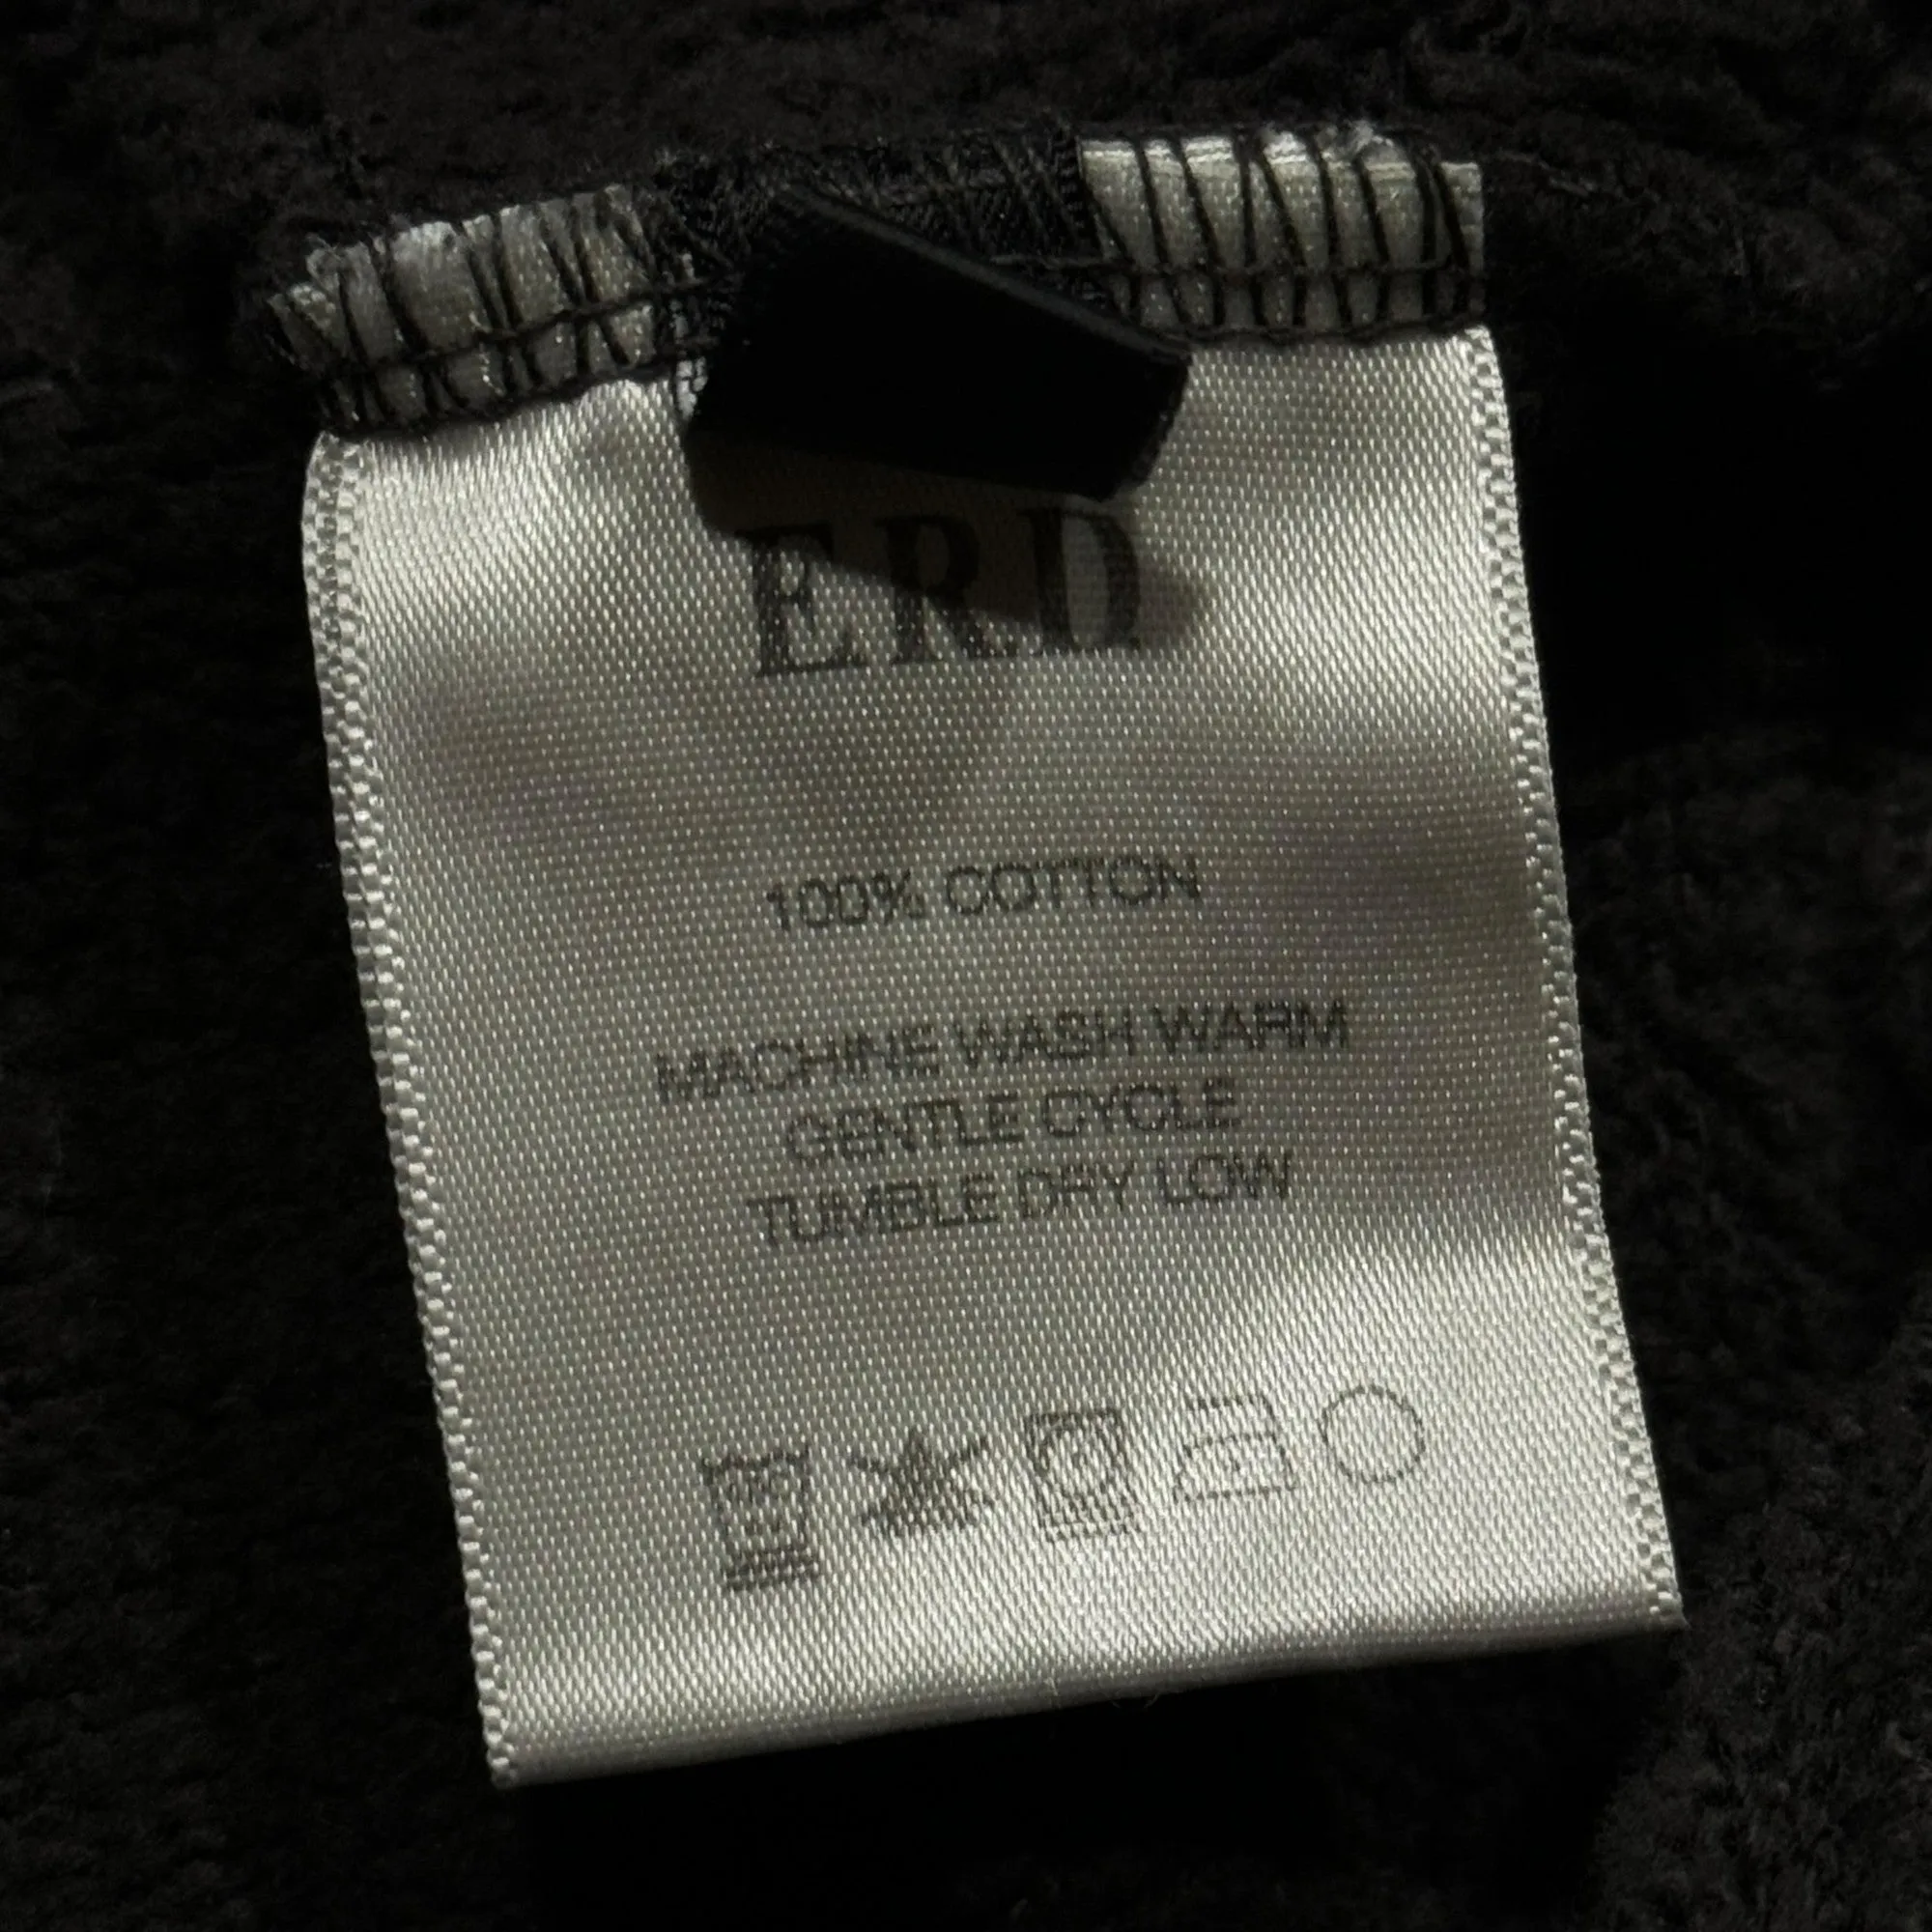 ERD
100% COTTON
MACHINE WASH WARM
GENTLE CYCLE
TUMBLE DRY LOW